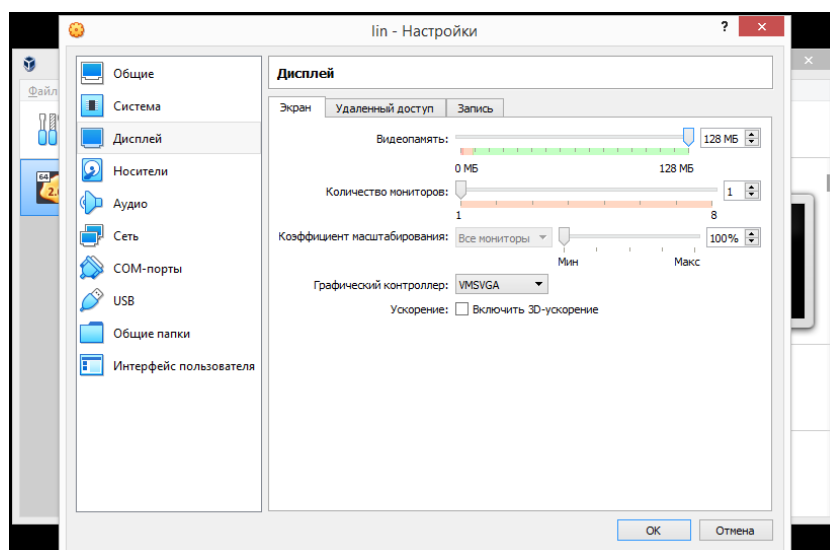 lin - Настройки
?
×
Файл
64
2.
Общие
Система
Дисплей
Носители
Аудио
Сеть
COM-порты
USB
Общие папки
Интерфейс пользователя
Дисплей
Экран Удаленный доступ Запись
Видеопамять: 128 МБ
0 МБ 128 МБ
Количество мониторов: 1
1 8
Коэффициент масштабирования: Все мониторы 100%
Мин Макс
Графический контроллер: VMSVGA
Ускорение: Включить 3D-ускорение
OK Отмена